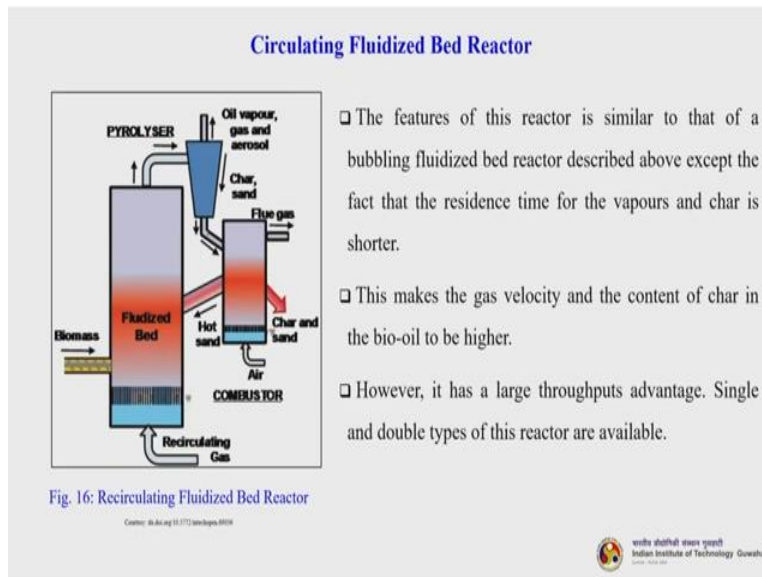 Circulating Fluidized Bed Reactor
PYROLYSER
Oil vapour,
gas and
aerosol
Char,
sand
Flue gas
Fludized
Bed
Biomass
Hot
sand
Char and
sand
Air
COMBUSTOR
Recirculating
Gas
Fig. 16: Recirculating Fluidized Bed Reactor
❑ The features of this reactor is similar to that of a
bubbling fluidized bed reactor described above except the
fact that the residence time for the vapours and char is
shorter.
❑ This makes the gas velocity and the content of char in
the bio-oil to be higher.
❑ However, it has a large throughputs advantage. Single
and double types of this reactor are available.
भारतीय प्रौद्योगिकी संस्थान गुवाहाटी
Indian Institute of Technology Guwah